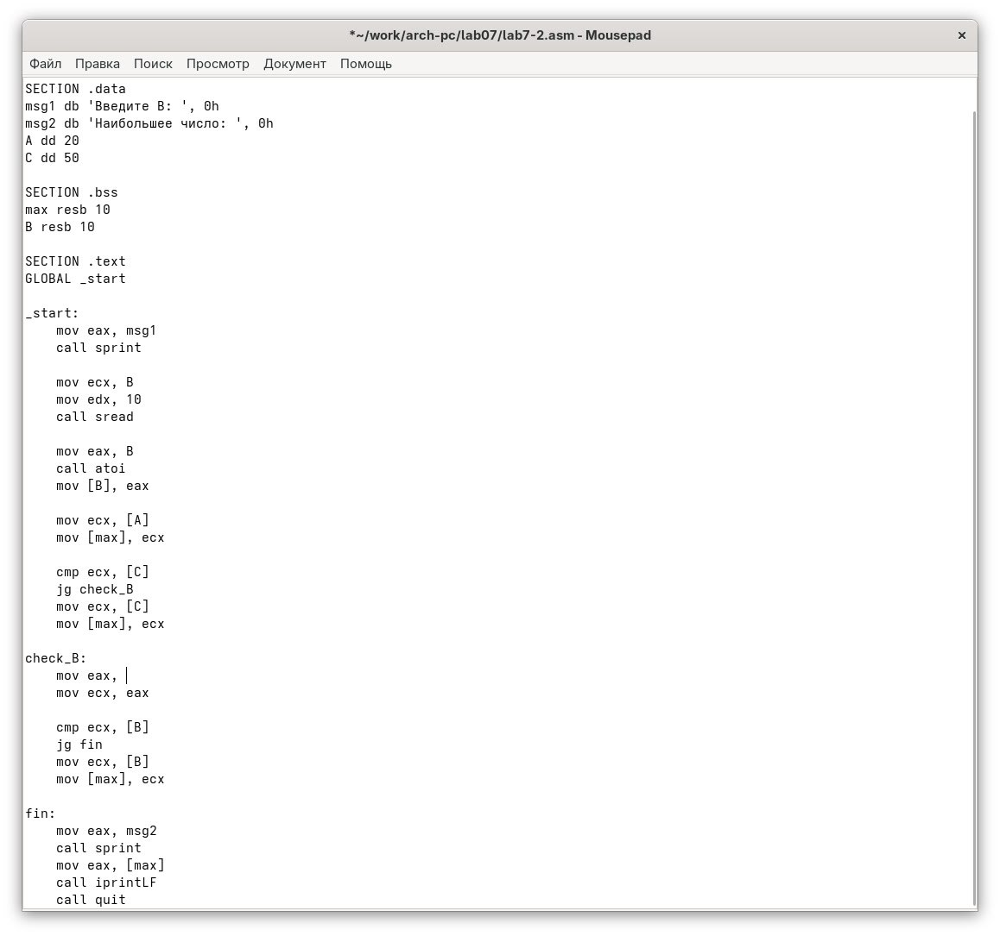 *~/work/arch-pc/lab07/lab7-2.asm - Mousepad
×
Файл Правка Поиск Просмотр Документ Помощь
SECTION .data
msg1 db 'Введите B: ', 0h
msg2 db 'Наибольшее число: ', 0h
A dd 20
C dd 50

SECTION .bss
max resb 10
B resb 10

SECTION .text
GLOBAL _start

_start:
    mov eax, msg1
    call sprint

    mov ecx, B
    mov edx, 10
    call sread

    mov eax, B
    call atoi
    mov [B], eax

    mov ecx, [A]
    mov [max], ecx

    cmp ecx, [C]
    jg check_B
    mov ecx, [C]
    mov [max], ecx

check_B:
    mov eax,
    mov ecx, eax

    cmp ecx, [B]
    jg fin
    mov ecx, [B]
    mov [max], ecx

fin:
    mov eax, msg2
    call sprint
    mov eax, [max]
    call iprintLF
    call quit